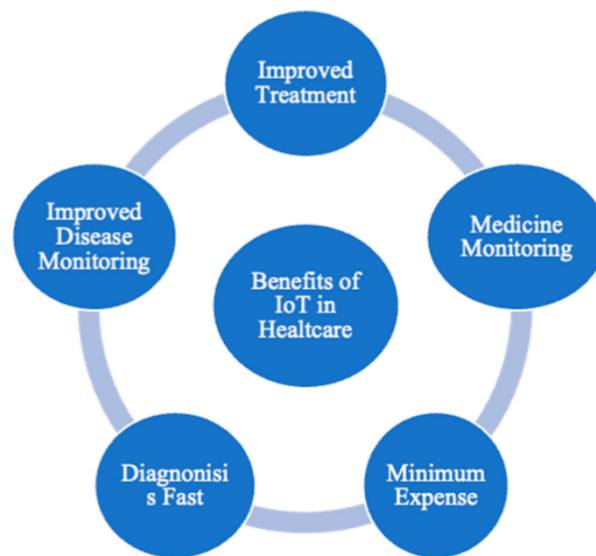 Improved
Treatment
Improved
Disease
Monitoring
Medicine
Monitoring
Benefits of
IoT in
Healtcare
Diagnonisi
s Fast
Minimum
Expense